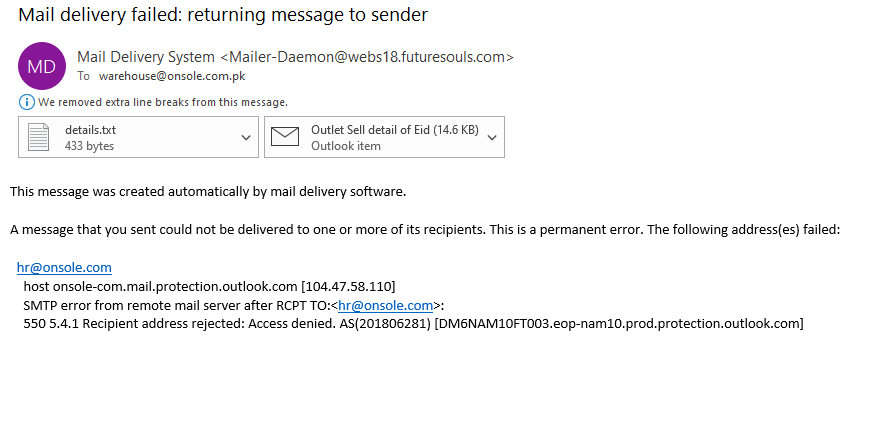 Mail delivery failed: returning message to sender
MD
Mail Delivery System <Mailer-Daemon@webs18.futuresouls.com>
To warehouse@onsole.com.pk
We removed extra line breaks from this message.
details.txt
433 bytes
Outlet Sell detail of Eid (14.6 KB)
Outlook item
This message was created automatically by mail delivery software.
A message that you sent could not be delivered to one or more of its recipients. This is a permanent error. The following address(es) failed:
hr@onsole.com
host onsole-com.mail.protection.outlook.com [104.47.58.110]
SMTP error from remote mail server after RCPT TO:<hr@onsole.com>:
550 5.4.1 Recipient address rejected: Access denied. AS(201806281) [DM6NAM10FT003.eop-nam10.prod.protection.outlook.com]